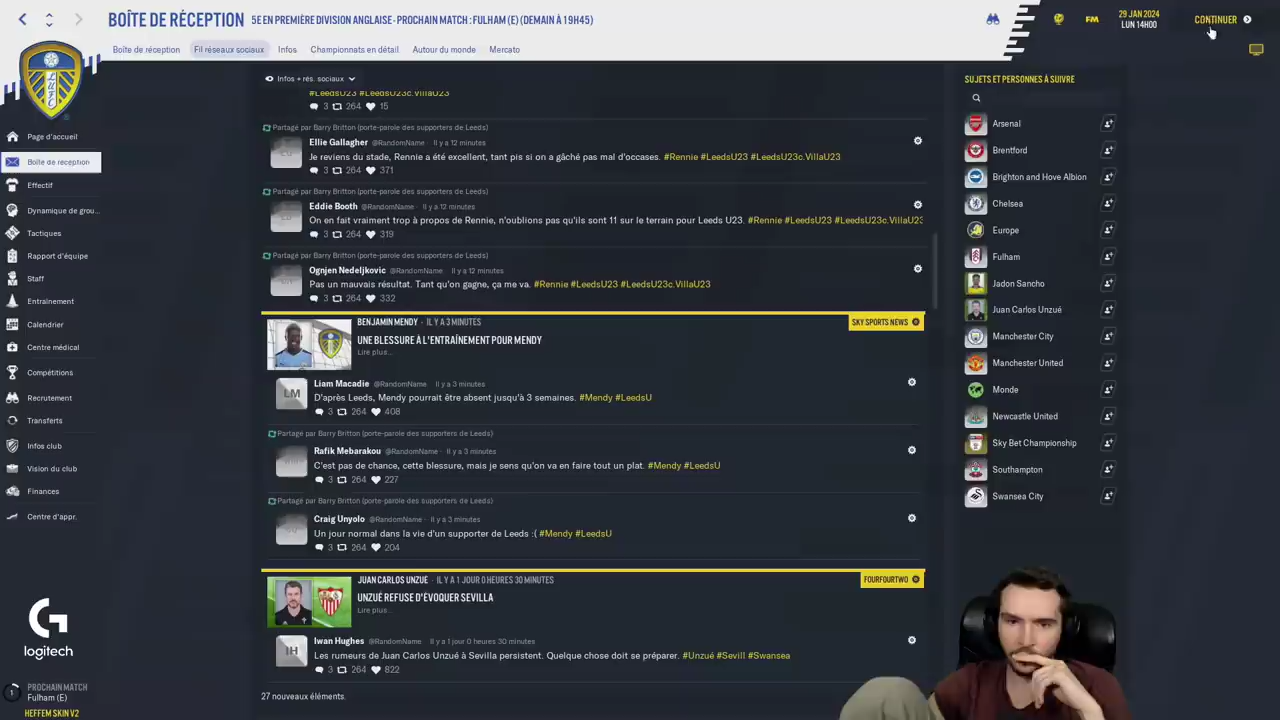 BOÎTE DE RÉCEPTION
5E EN PREMIÈRE DIVISION ANGLAISE - PROCHAIN MATCH : FULHAM (E) (DEMAIN À 19H45)
FM
29 JAN 2024
LUN 14H00
CONTINUER
Boîte de réception
Fil réseaux sociaux
Infos
Championnats en détail
Autour du monde
Mercato
Page d'accueil
Boîte de réception
Effectif
Dynamique de grou...
Tactiques
Rapport d'équipe
Staff
Entraînement
Calendrier
Centre médical
Compétitions
Recrutement
Transferts
Infos club
Vision du club
Finances
Centre d'appr.
logitech
1
PROCHAIN MATCH
Fulham (E)
HEFFEM SKIN V2
Infos + rés. sociaux
#LeedsU23 #LeedsU23c.VillaU23
3 264 15
Partagé par Barry Britton (porte-parole des supporters de Leeds)
Ellie Gallagher @RandomName · Il y a 12 minutes
Je reviens du stade, Rennie a été excellent, tant pis si on a gâché pas mal d'occases. #Rennie #LeedsU23 #LeedsU23c.VillaU23
3 264 371
Partagé par Barry Britton (porte-parole des supporters de Leeds)
Eddie Booth @RandomName · Il y a 12 minutes
On en fait vraiment trop à propos de Rennie, n'oublions pas qu'ils sont 11 sur le terrain pour Leeds U23. #Rennie #LeedsU23 #LeedsU23c.VillaU23
3 264 319
Partagé par Barry Britton (porte-parole des supporters de Leeds)
Ognjen Nedeljkovic @RandomName · Il y a 12 minutes
Pas un mauvais résultat. Tant qu'on gagne, ça me va. #Rennie #LeedsU23 #LeedsU23c.VillaU23
3 264 332
BENJAMIN MENDY · IL Y A 3 MINUTES
SKY SPORTS NEWS
UNE BLESSURE À L'ENTRAÎNEMENT POUR MENDY
Lire plus...
LM
Liam Macadie @RandomName · Il y a 3 minutes
D'après Leeds, Mendy pourrait être absent jusqu'à 3 semaines. #Mendy #LeedsU
3 264 408
Partagé par Barry Britton (porte-parole des supporters de Leeds)
Rafik Mebarakou @RandomName · Il y a 3 minutes
C'est pas de chance, cette blessure, mais je sens qu'on va en faire tout un plat. #Mendy #LeedsU
3 264 227
Partagé par Barry Britton (porte-parole des supporters de Leeds)
Craig Unyolo @RandomName · Il y a 3 minutes
Un jour normal dans la vie d'un supporter de Leeds :( #Mendy #LeedsU
3 264 204
JUAN CARLOS UNZUÉ · IL Y A 1 JOUR 0 HEURES 30 MINUTES
FOURFOURTWO
UNZUÉ REFUSE D'ÉVOQUER SEVILLA
Lire plus...
IH
Iwan Hughes @RandomName · Il y a 1 jour 0 heures 30 minutes
Les rumeurs de Juan Carlos Unzué à Sevilla persistent. Quelque chose doit se préparer. #Unzué #Sevill #Swansea
3 264 822
27 nouveaux éléments.
SUJETS ET PERSONNES À SUIVRE
Arsenal
Brentford
Brighton and Hove Albion
Chelsea
Europe
Fulham
Jadon Sancho
Juan Carlos Unzué
Manchester City
Manchester United
Monde
Newcastle United
Sky Bet Championship
Southampton
Swansea City